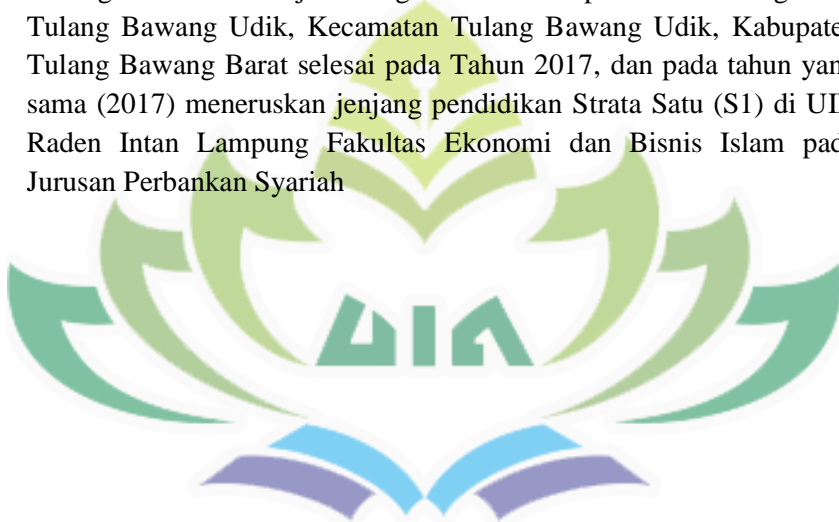 Tulang Bawang Udik, Kecamatan Tulang Bawang Udik, Kabupate
Tulang Bawang Barat selesai pada Tahun 2017, dan pada tahun yan
sama (2017) meneruskan jenjang pendidikan Strata Satu (S1) di UI
Raden Intan Lampung Fakultas Ekonomi dan Bisnis Islam pad
Jurusan Perbankan Syariah
UIN